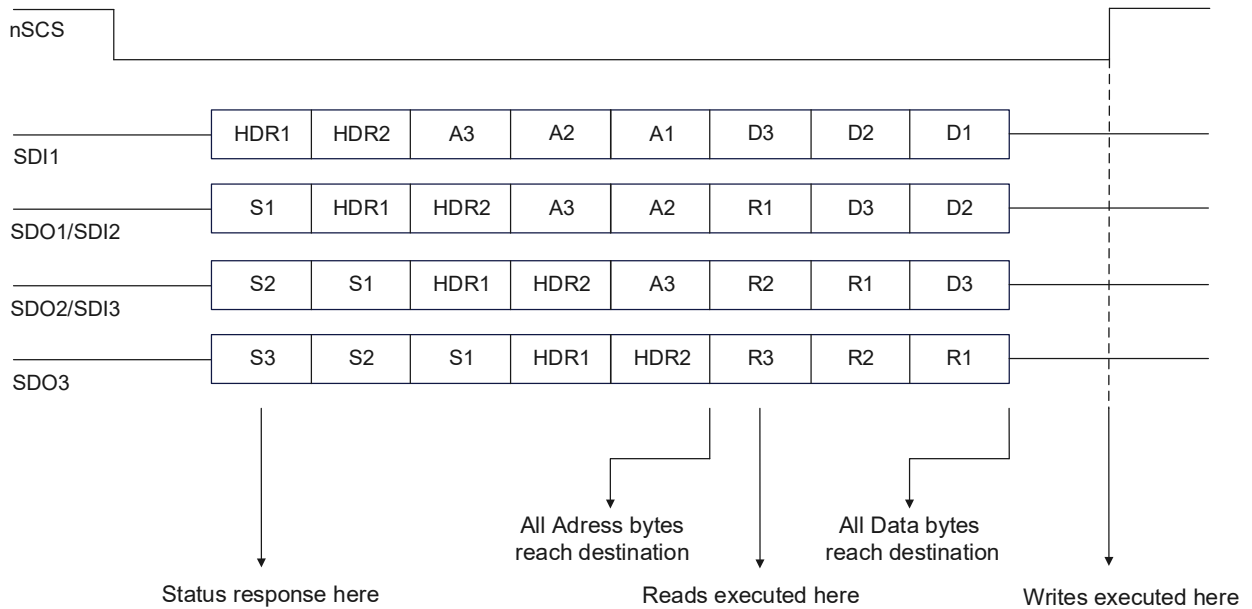 nSCS
HDR1 HDR2 A3 A2 A1 D3 D2 D1
SDI1
S1 HDR1 HDR2 A3 A2 R1 D3 D2
SDO1/SDI2
S2 S1 HDR1 HDR2 A3 R2 R1 D3
SDO2/SDI3
S3 S2 S1 HDR1 HDR2 R3 R2 R1
SDO3
All Adress bytes
reach destination
All Data bytes
reach destination
Status response here
Reads executed here
Writes executed here